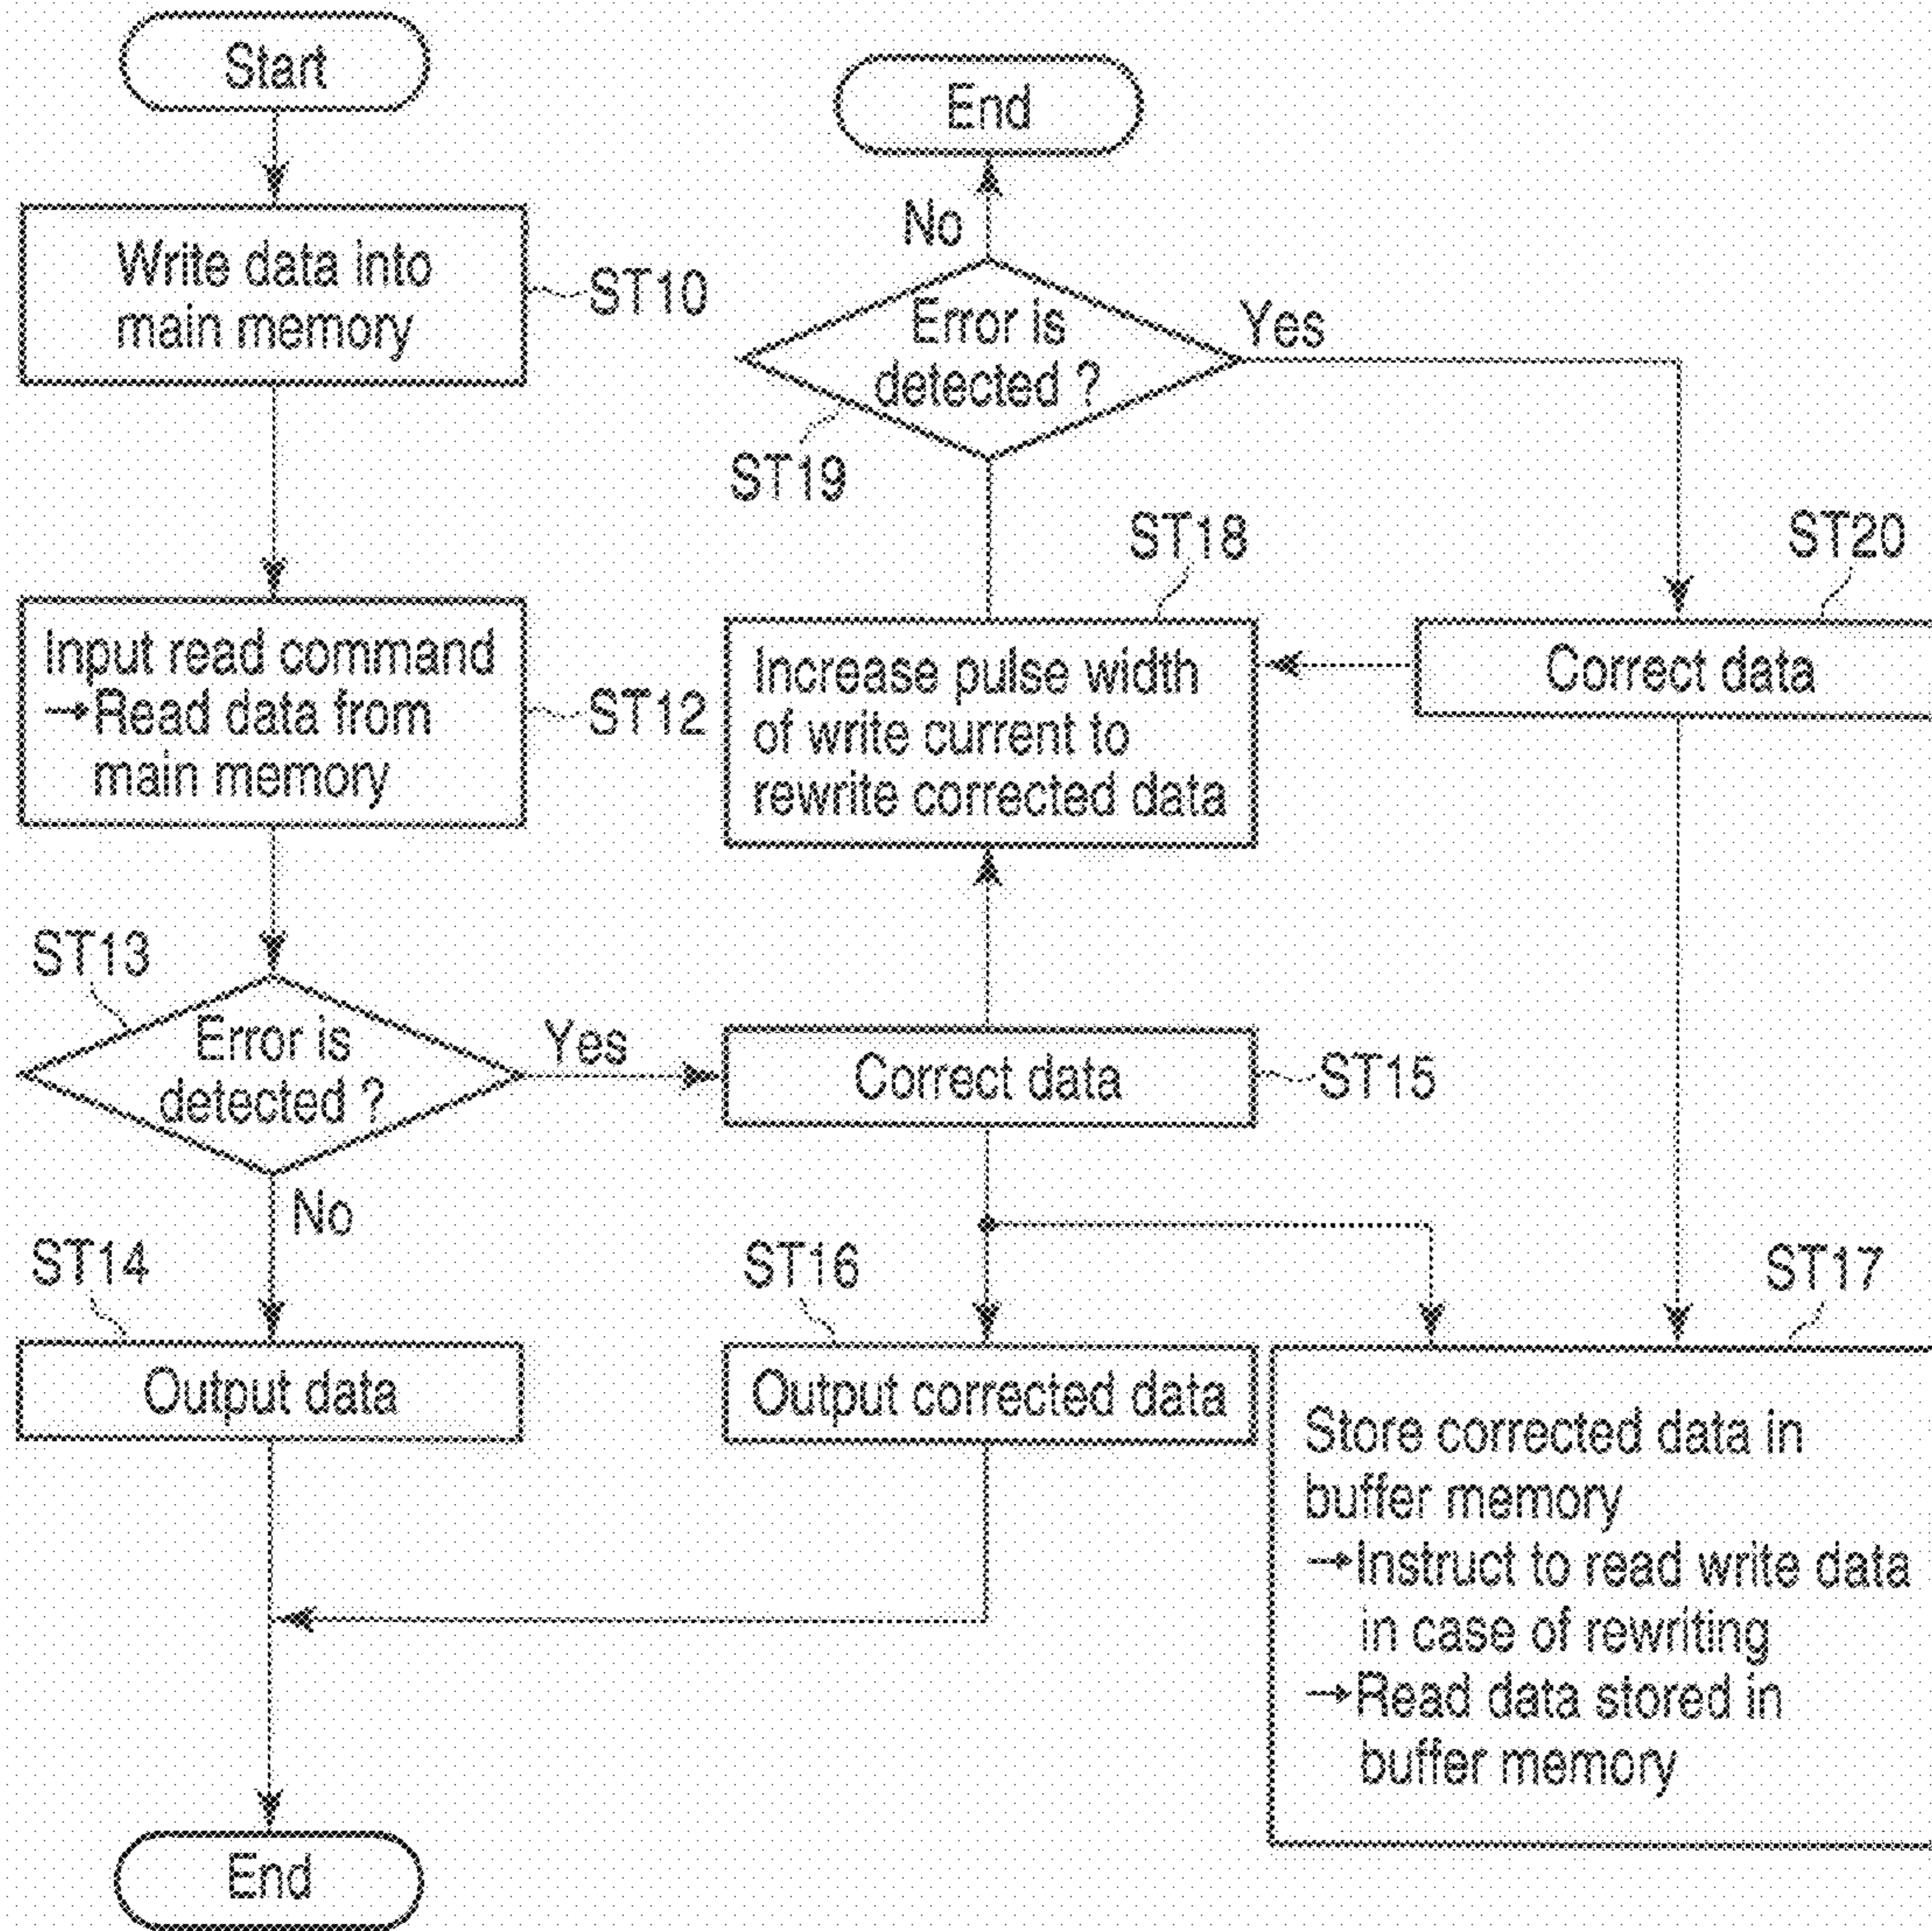 Start
Write data into
main memory
ST10
Input read command
→Read data from
main memory
ST12
ST13
Error is
detected ?
Yes
No
ST14
Output data
End
End
No
Error is
detected ?
Yes
ST19
ST18
Increase pulse width
of write current to
rewrite corrected data
ST20
Correct data
Correct data
ST15
ST16
Output corrected data
ST17
Store corrected data in
buffer memory
→Instruct to read write data
in case of rewriting
→Read data stored in
buffer memory